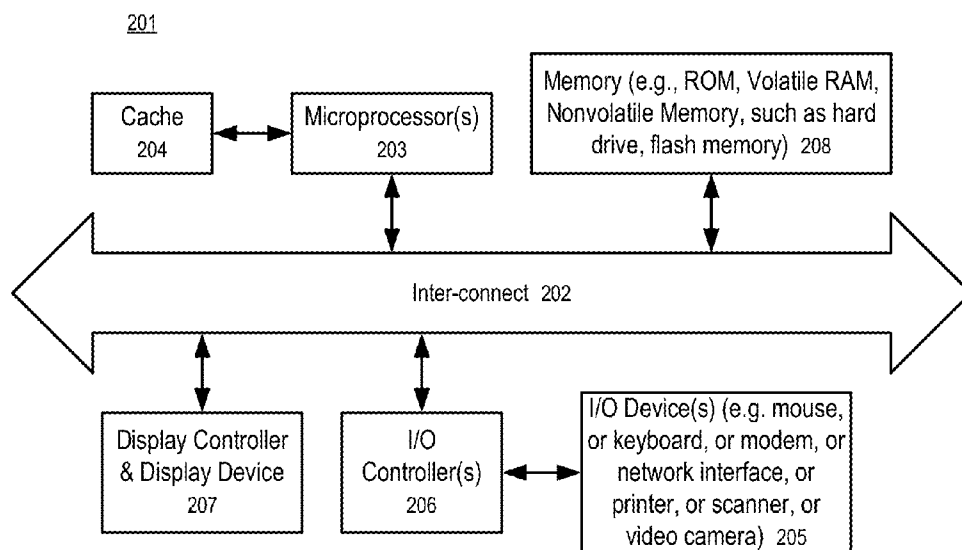 201
Cache
204
Microprocessor(s)
203
Memory (e.g., ROM, Volatile RAM,
Nonvolatile Memory, such as hard
drive, flash memory) 208
Inter-connect 202
Display Controller
& Display Device
207
I/O
Controller(s)
206
I/O Device(s) (e.g. mouse,
or keyboard, or modem, or
network interface, or
printer, or scanner, or
video camera) 205